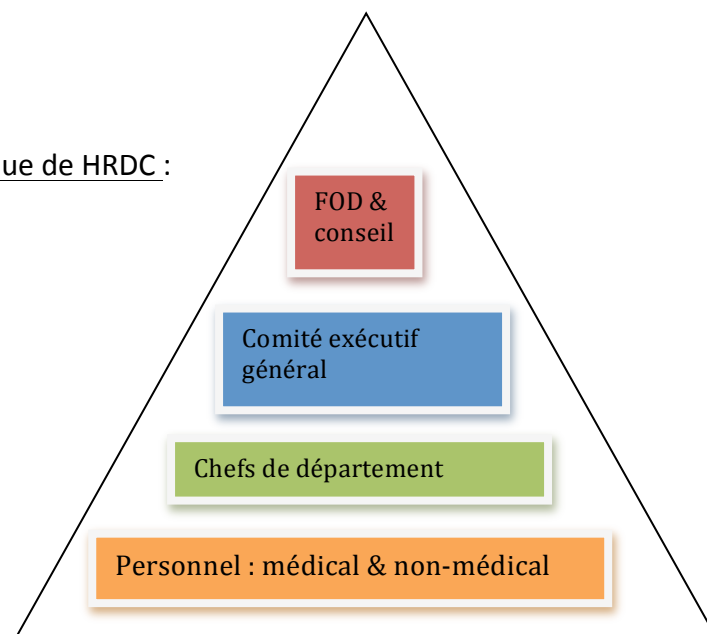 ue de HRDC :
FOD &
conseil
Comité exécutif
général
Chefs de département
Personnel : médical & non-médical